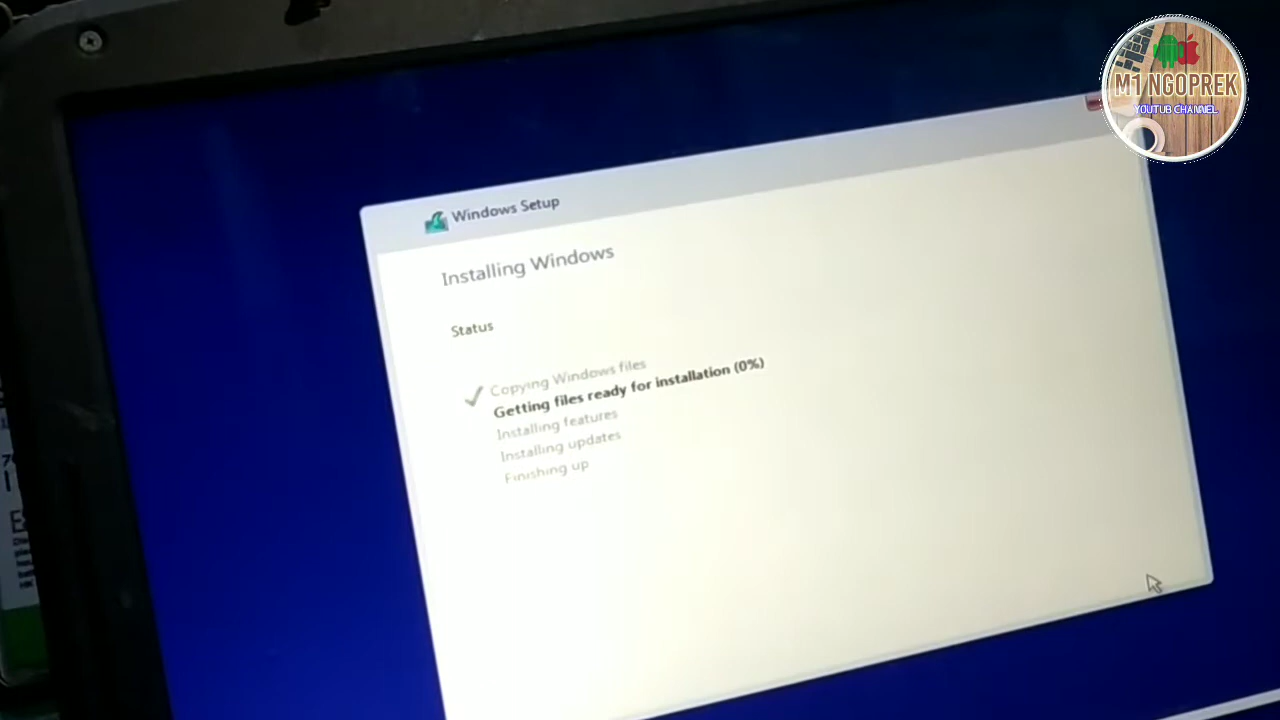 M1 NGOPREK
YOUTUB CHANNEL
Windows Setup
Installing Windows
Status
Copying Windows files
Getting files ready for installation (0%)
Installing features
Installing updates
Finishing up